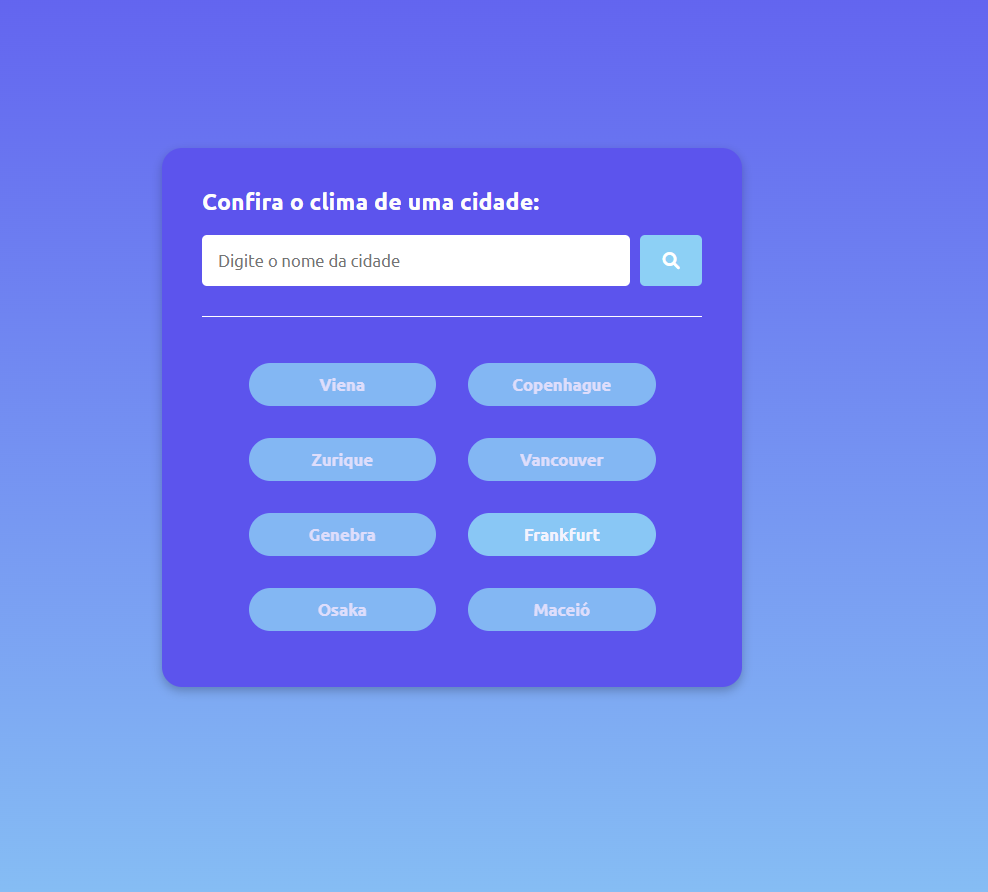 Confira o clima de uma cidade:
Digite o nome da cidade
Viena
Copenhague
Zurique
Vancouver
Genebra
Frankfurt
Osaka
Maceió